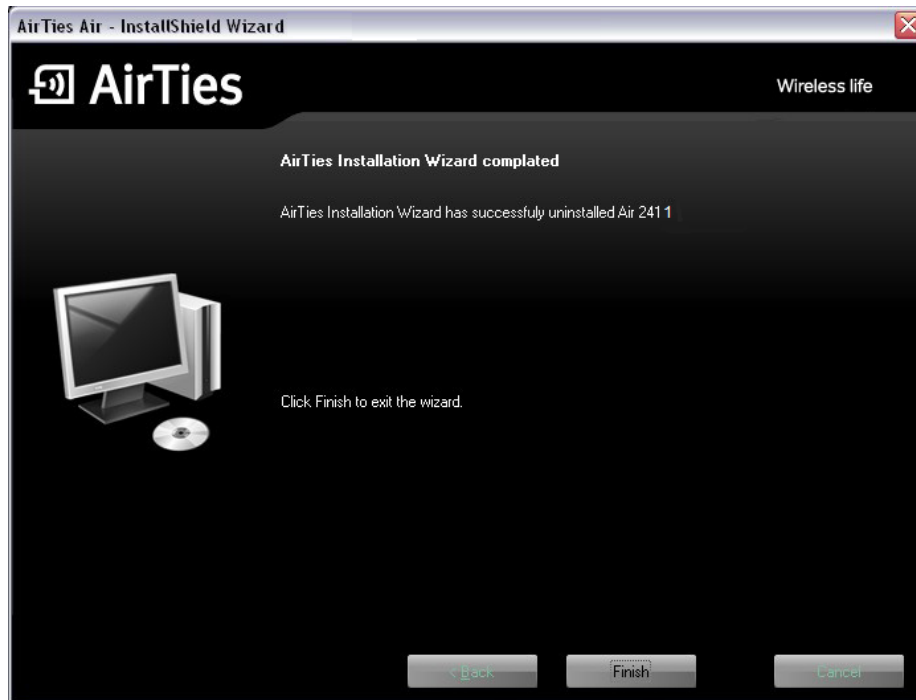 AirTies Air - InstallShield Wizard
AirTies
Wireless life
AirTies Installation Wizard complated
AirTies Installation Wizard has successfuly uninstalled Air 2411
Click Finish to exit the wizard.
< Back
Finish
Cancel